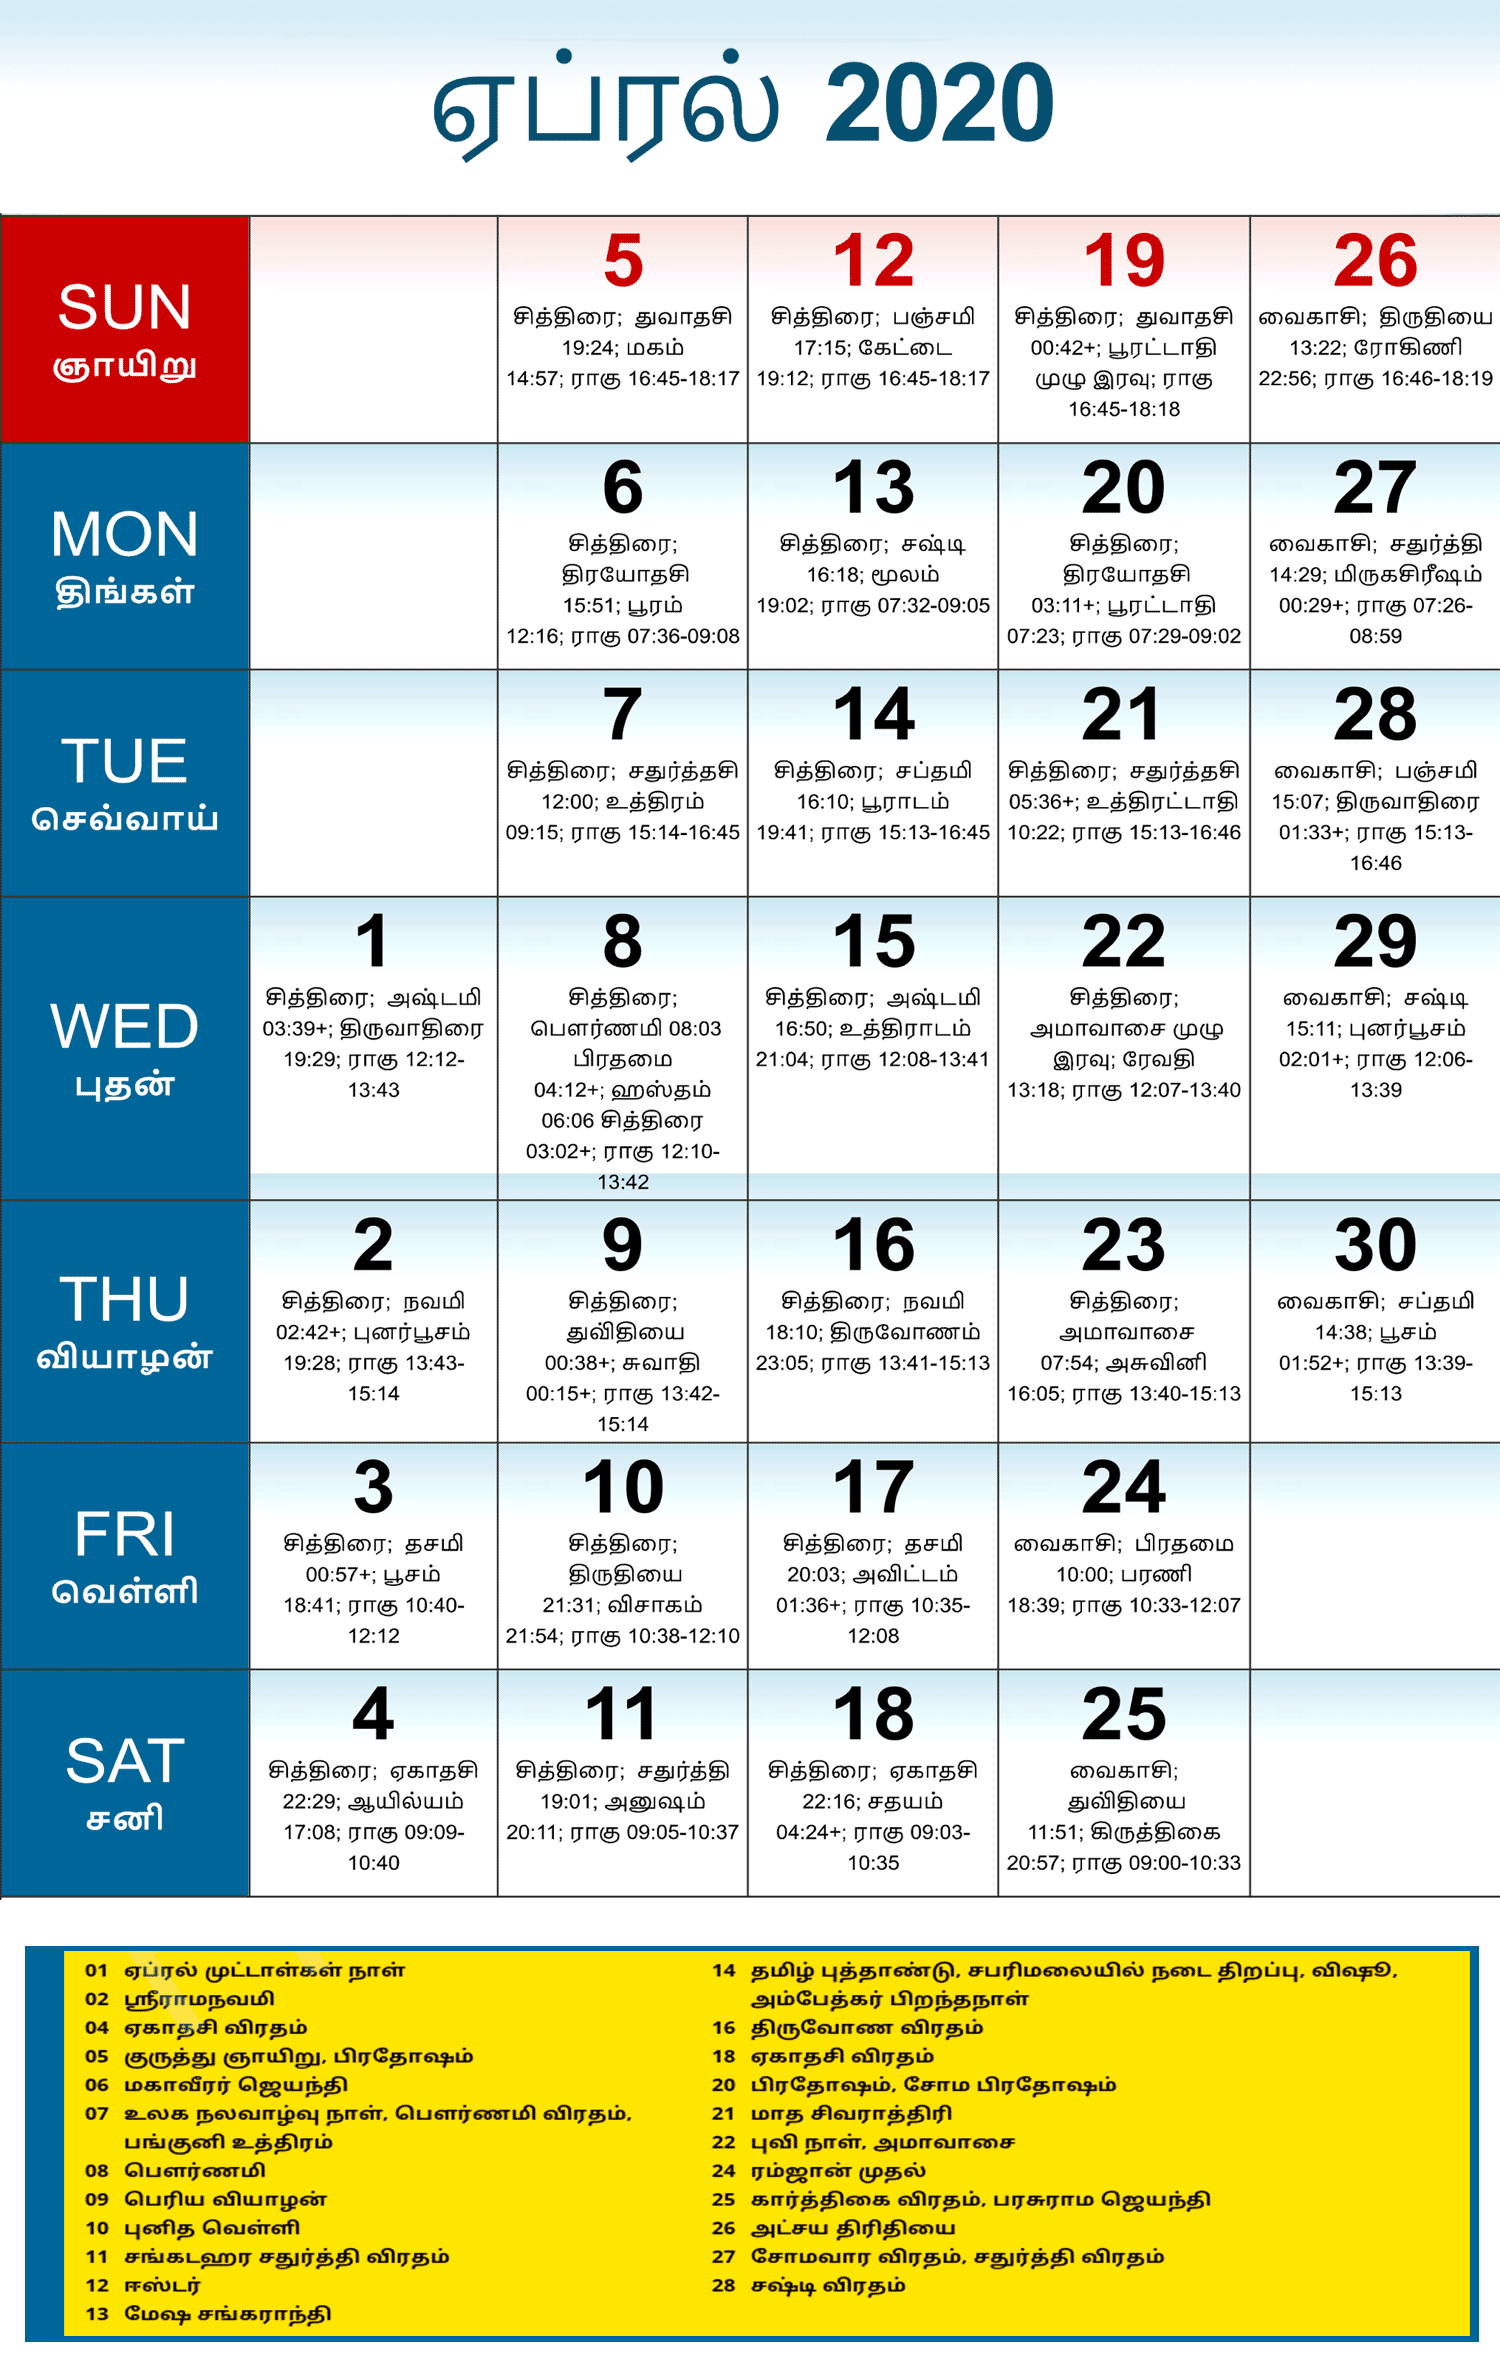 ஏப்ரல் 2020
SUN
ஞாயிறு
5
சித்திரை; துவாதசி
19:24; மகம்
14:57; ராகு 16:45-18:17
12
சித்திரை; பஞ்சமி
17:15; கேட்டை
19:12; ராகு 16:45-18:17
19
சித்திரை; துவாதசி
00:42+; பூரட்டாதி
முழு இரவு; ராகு
16:45-18:18
26
வைகாசி; திருதியை
13:22; ரோகிணி
22:56; ராகு 16:46-18:19
MON
திங்கள்
6
சித்திரை;
திரயோதசி
15:51; பூரம்
12:16; ராகு 07:36-09:08
13
சித்திரை; சஷ்டி
16:18; மூலம்
19:02; ராகு 07:32-09:05
20
சித்திரை;
திரயோதசி
03:11+; பூரட்டாதி
07:23; ராகு 07:29-09:02
27
வைகாசி; சதுர்த்தி
14:29; மிருகசிரீஷம்
00:29+; ராகு 07:26-
08:59
TUE
செவ்வாய்
7
சித்திரை; சதுர்த்தசி
12:00; உத்திரம்
09:15; ராகு 15:14-16:45
14
சித்திரை; சப்தமி
16:10; பூராடம்
19:41; ராகு 15:13-16:45
21
சித்திரை; சதுர்த்தசி
05:36+; உத்திரட்டாதி
10:22; ராகு 15:13-16:46
28
வைகாசி; பஞ்சமி
15:07; திருவாதிரை
01:33+; ராகு 15:13-
16:46
WED
புதன்
1
சித்திரை; அஷ்டமி
03:39+; திருவாதிரை
19:29; ராகு 12:12-
13:43
8
சித்திரை;
பௌர்ணமி 08:03
பிரதமை
04:12+; ஹஸ்தம்
06:06 சித்திரை
03:02+; ராகு 12:10-
13:42
15
சித்திரை; அஷ்டமி
16:50; உத்திராடம்
21:04; ராகு 12:08-13:41
22
சித்திரை;
அமாவாசை முழு
இரவு; ரேவதி
13:18; ராகு 12:07-13:40
29
வைகாசி; சஷ்டி
15:11; புனர்பூசம்
02:01+; ராகு 12:06-
13:39
THU
வியாழன்
2
சித்திரை; நவமி
02:42+; புனர்பூசம்
19:28; ராகு 13:43-
15:14
9
சித்திரை;
துவிதியை
00:38+; சுவாதி
00:15+; ராகு 13:42-
15:14
16
சித்திரை; நவமி
18:10; திருவோணம்
23:05; ராகு 13:41-15:13
23
சித்திரை;
அமாவாசை
07:54; அசுவினி
16:05; ராகு 13:40-15:13
30
வைகாசி; சப்தமி
14:38; பூசம்
01:52+; ராகு 13:39-
15:13
FRI
வெள்ளி
3
சித்திரை; தசமி
00:57+; பூசம்
18:41; ராகு 10:40-
12:12
10
சித்திரை;
திருதியை
21:31; விசாகம்
21:54; ராகு 10:38-12:10
17
சித்திரை; தசமி
20:03; அவிட்டம்
01:36+; ராகு 10:35-
12:08
24
வைகாசி; பிரதமை
10:00; பரணி
18:39; ராகு 10:33-12:07
SAT
சனி
4
சித்திரை; ஏகாதசி
22:29; ஆயில்யம்
17:08; ராகு 09:09-
10:40
11
சித்திரை; சதுர்த்தி
19:01; அனுஷம்
20:11; ராகு 09:05-10:37
18
சித்திரை; ஏகாதசி
22:16; சதயம்
04:24+; ராகு 09:03-
10:35
25
வைகாசி;
துவிதியை
11:51; கிருத்திகை
20:57; ராகு 09:00-10:33
01 ஏப்ரல் முட்டாள்கள் நாள்
02 ஸ்ரீராமநவமி
04 ஏகாதசி விரதம்
05 குருத்து ஞாயிறு, பிரதோஷம்
06 மகாவீரர் ஜெயந்தி
07 உலக நலவாழ்வு நாள், பௌர்ணமி விரதம்,
பங்குனி உத்திரம்
08 பௌர்ணமி
09 பெரிய வியாழன்
10 புனித வெள்ளி
11 சங்கடஹர சதுர்த்தி விரதம்
12 ஈஸ்டர்
13 மேஷ சங்கராந்தி
14 தமிழ் புத்தாண்டு, சபரிமலையில் நடை திறப்பு, விஷூ,
அம்பேத்கர் பிறந்தநாள்
16 திருவோண விரதம்
18 ஏகாதசி விரதம்
20 பிரதோஷம், சோம பிரதோஷம்
21 மாத சிவராத்திரி
22 புவி நாள், அமாவாசை
24 ரம்ஜான் முதல்
25 கார்த்திகை விரதம், பரசுராம ஜெயந்தி
26 அட்சய திரிதியை
27 சோமவார விரதம், சதுர்த்தி விரதம்
28 சஷ்டி விரதம்